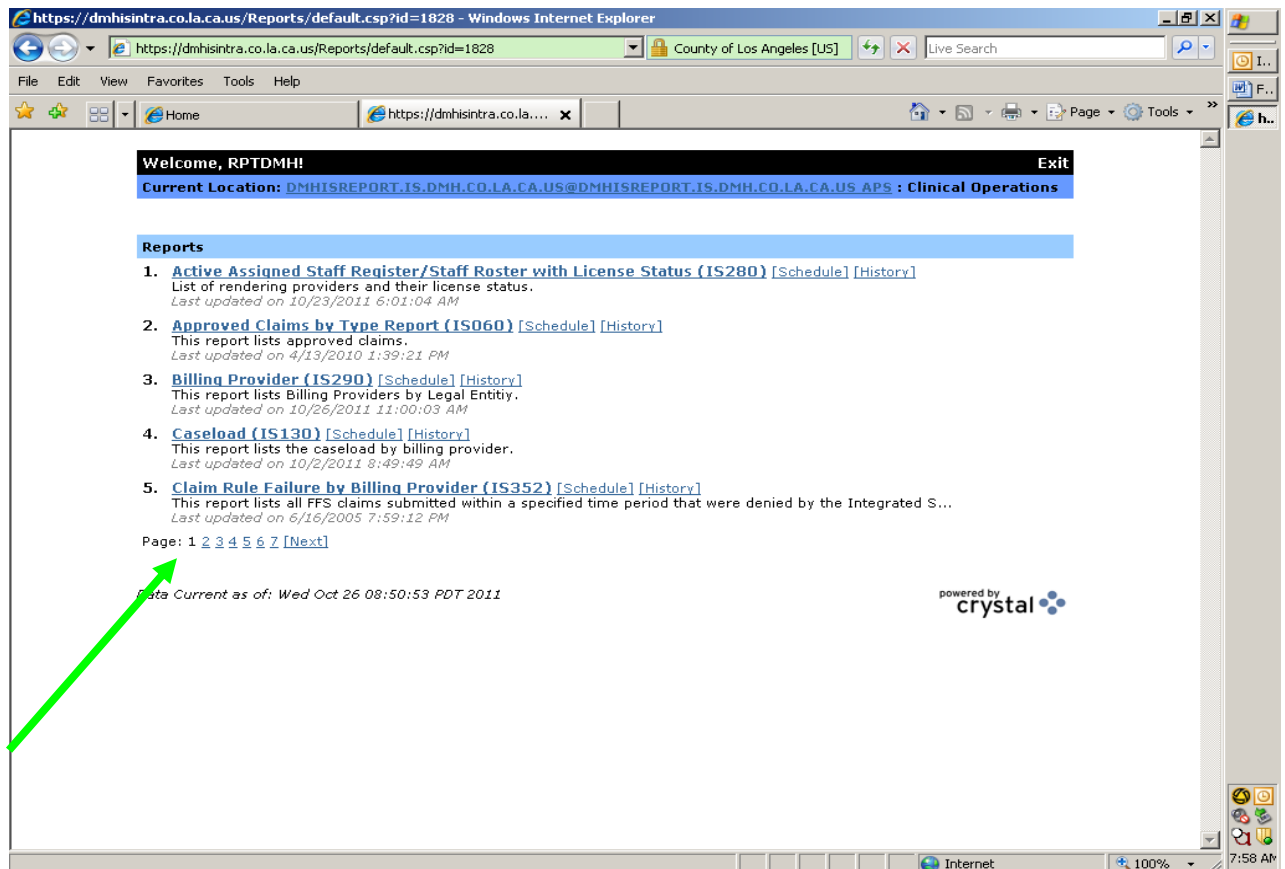 https://dmhisintra.co.la.ca.us/Reports/default.csp?id=1828 - Windows Internet Explorer
https://dmhisintra.co.la.ca.us/Reports/default.csp?id=1828 County of Los Angeles [US] Live Search
I..
File Edit View Favorites Tools Help
F..
Home https://dmhisintra.co.la.... Page Tools »
h..
Welcome, RPTDMH! Exit
Current Location: DMHISREPORT.IS.DMH.CO.LA.CA.US@DMHISREPORT.IS.DMH.CO.LA.CA.US APS : Clinical Operations
Reports
1. Active Assigned Staff Register/Staff Roster with License Status (IS280) [Schedule] [History]
List of rendering providers and their license status.
Last updated on 10/23/2011 6:01:04 AM
2. Approved Claims by Type Report (IS060) [Schedule] [History]
This report lists approved claims.
Last updated on 4/13/2010 1:39:21 PM
3. Billing Provider (IS290) [Schedule] [History]
This report lists Billing Providers by Legal Entitiy.
Last updated on 10/26/2011 11:00:03 AM
4. Caseload (IS130) [Schedule] [History]
This report lists the caseload by billing provider.
Last updated on 10/2/2011 8:49:49 AM
5. Claim Rule Failure by Billing Provider (IS352) [Schedule] [History]
This report lists all FFS claims submitted within a specified time period that were denied by the Integrated S...
Last updated on 6/16/2005 7:59:12 PM
Page: 1 2 3 4 5 6 7 [Next]
Data Current as of: Wed Oct 26 08:50:53 PDT 2011
powered by
crystal
Internet 100%
7:58 AM